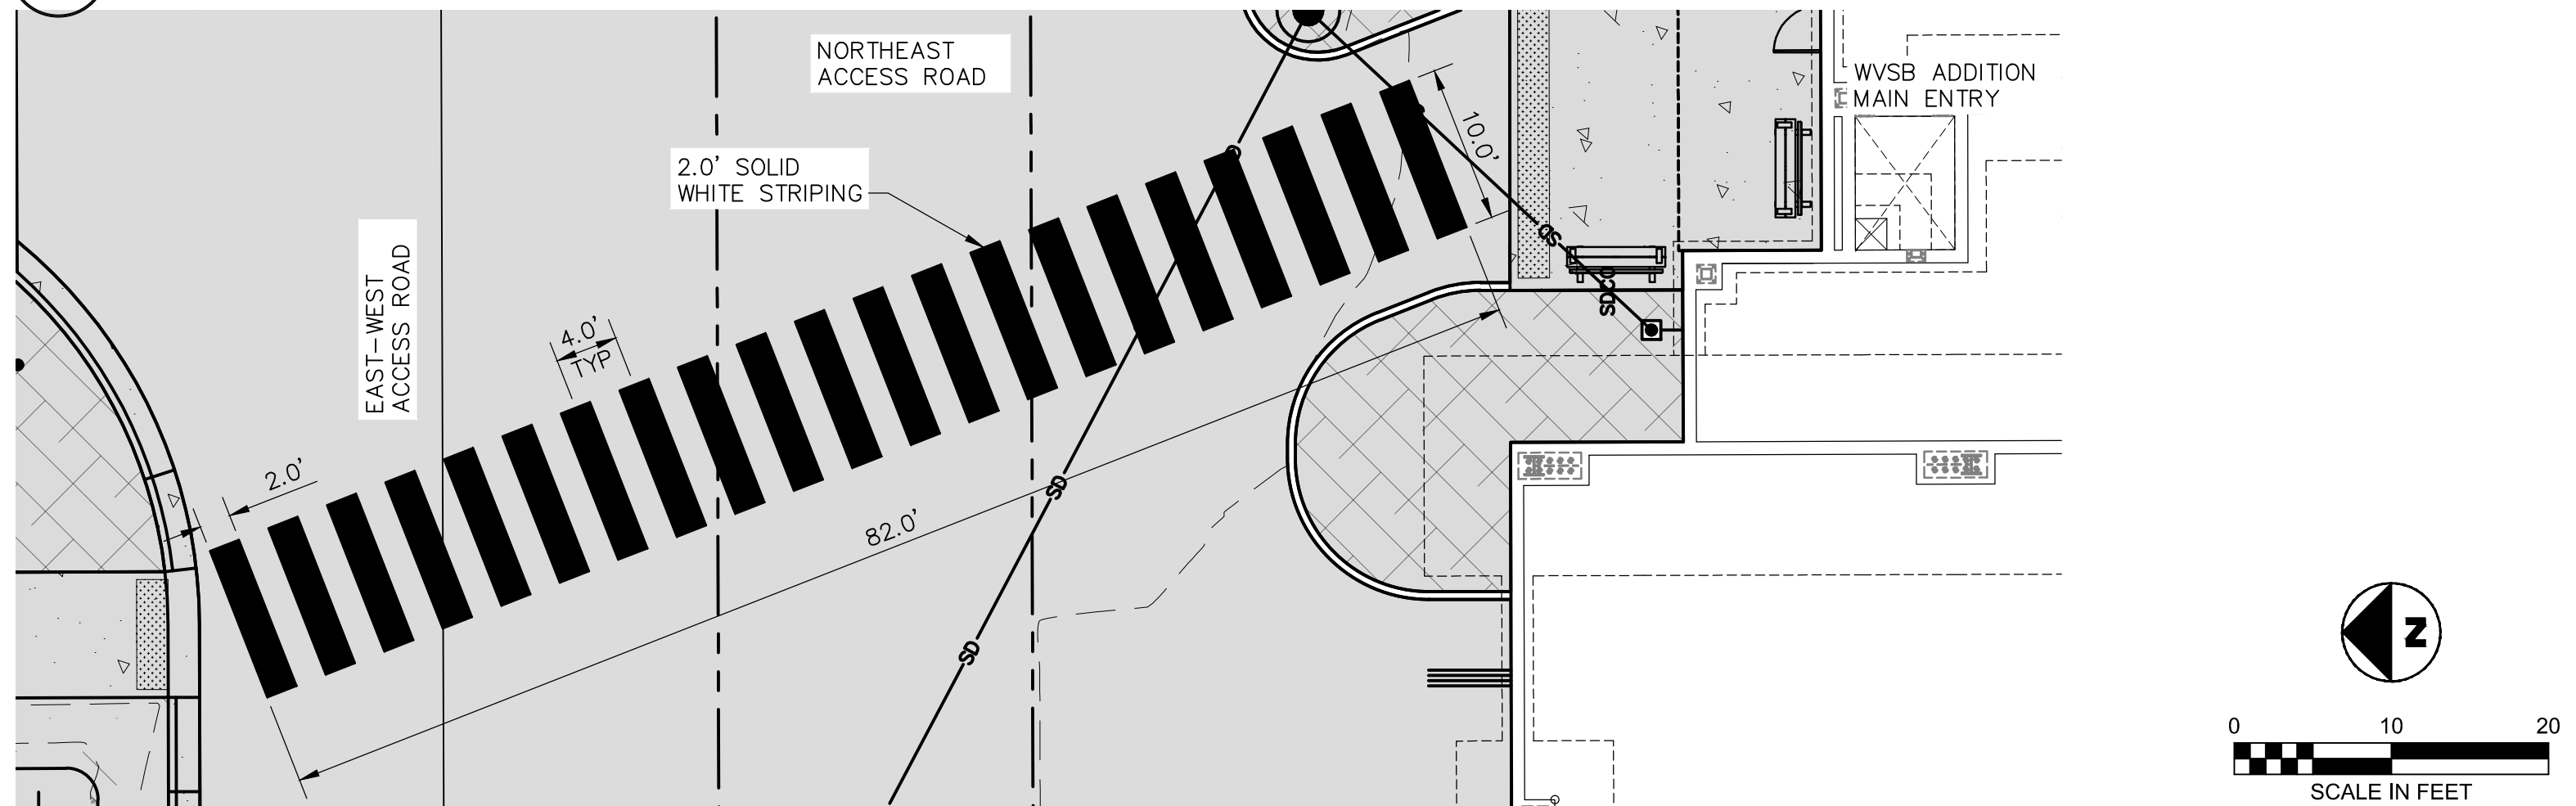 NORTHEAST
ACCESS ROAD
WVSB ADDITION
MAIN ENTRY
10.0'
2.0' SOLID
WHITE STRIPING
SD
EAST-WEST
ACCESS ROAD
SDCO
4.0'
TYP
2.0'
SD
82.0'
SD
N
0 10 20
SCALE IN FEET